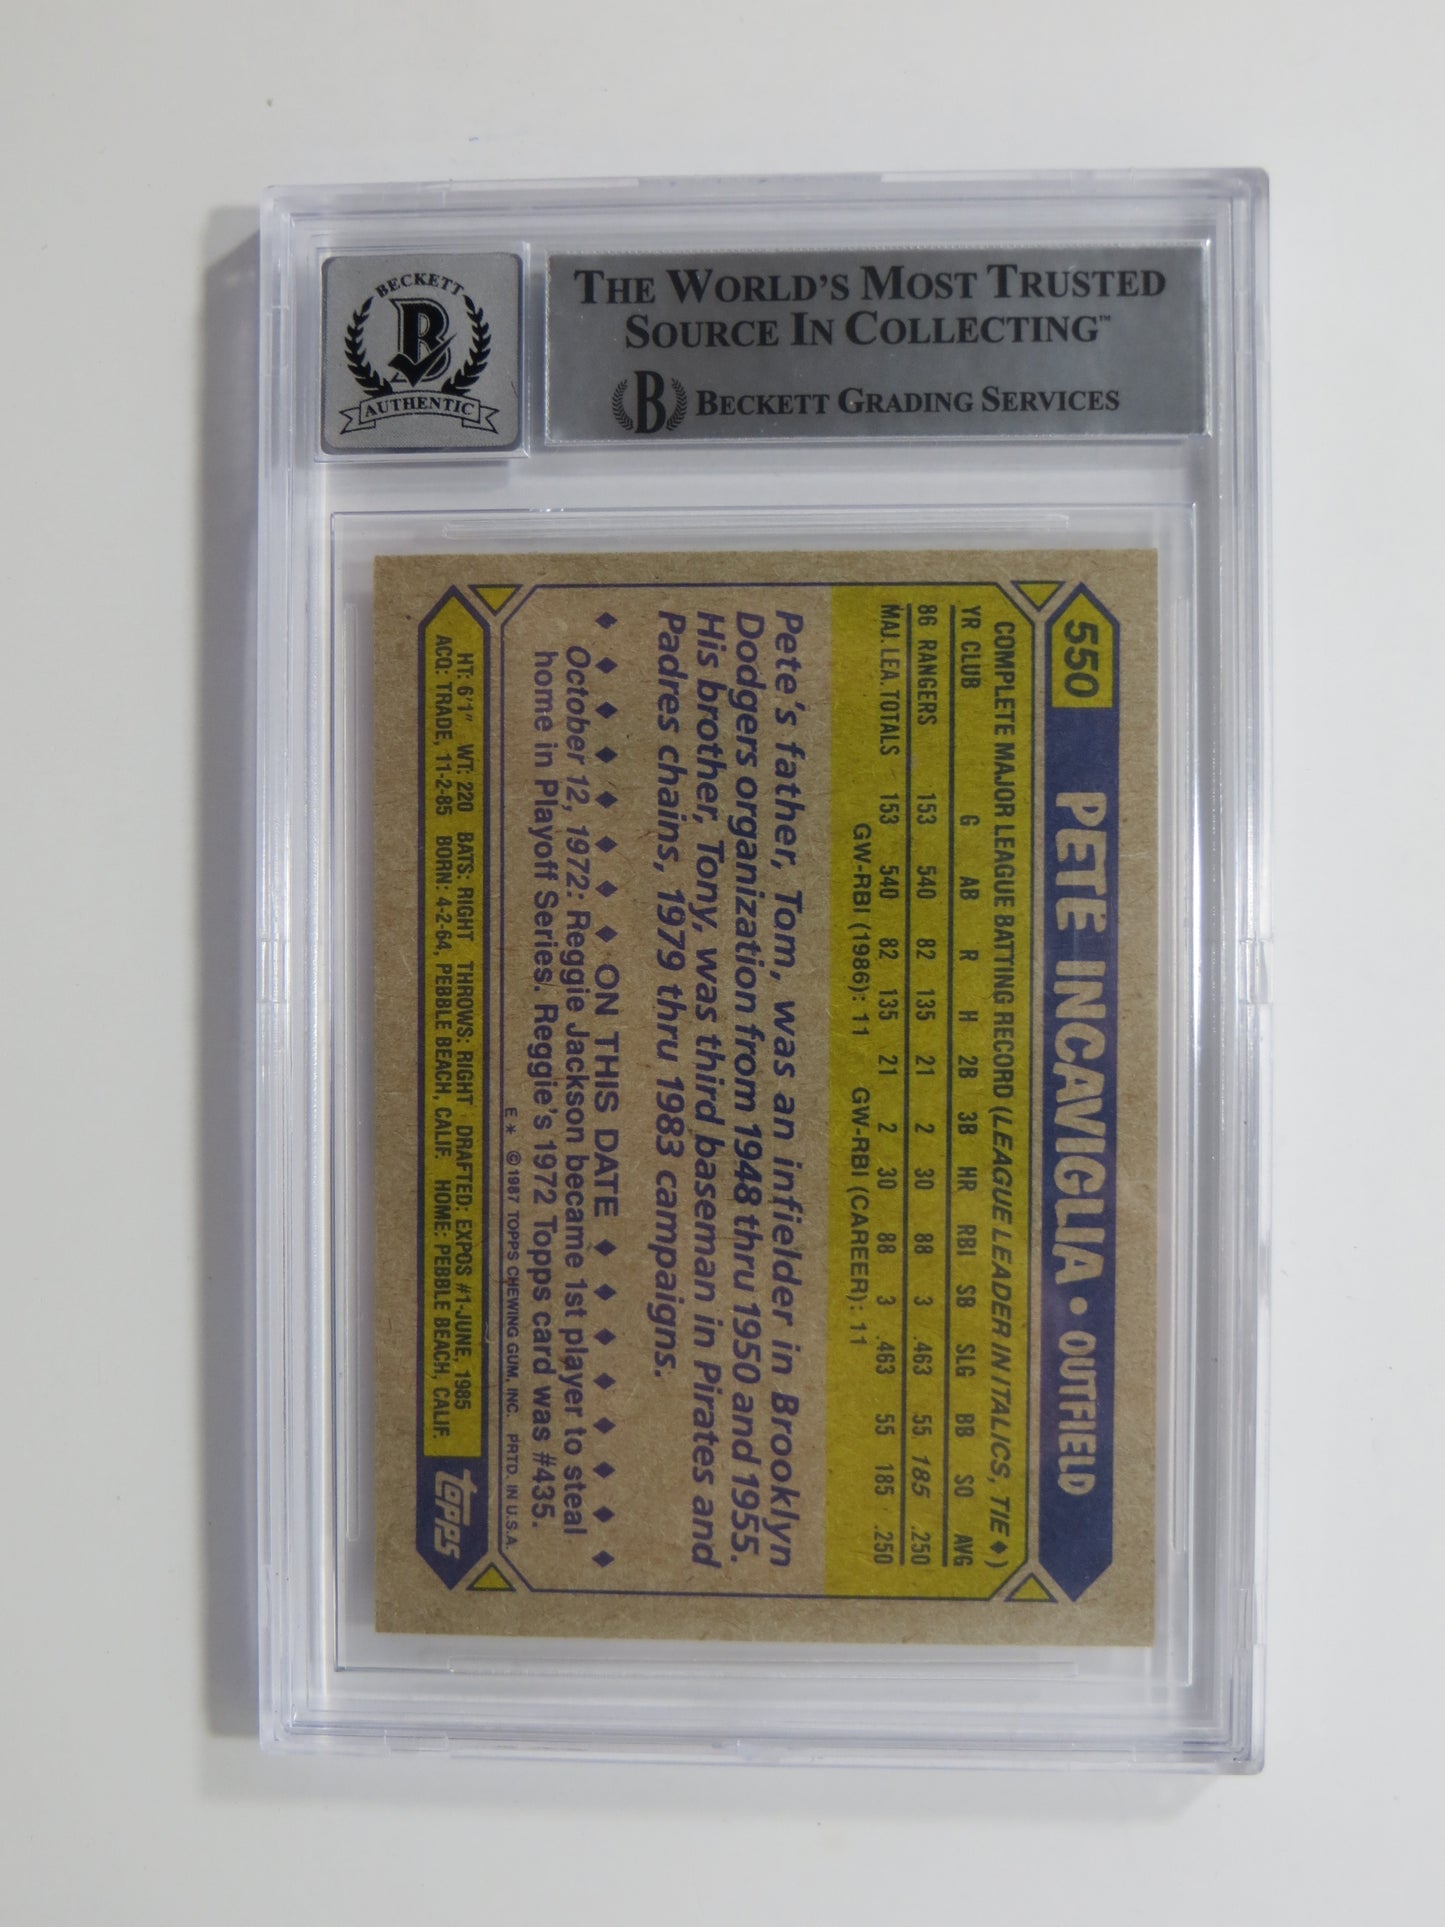 BECKETT
B
AUTHENTIC
THE WORLD'S MOST TRUSTED
SOURCE IN COLLECTING™
B BECKETT GRADING SERVICES
550 PETE INCAVIGLIA • OUTFIELD
COMPLETE MAJOR LEAGUE BATTING RECORD (LEAGUE LEADER IN ITALICS, TIE ♦)
YR CLUB G AB R H 2B 3B HR RBI SB SLG BB SO AVG
86 RANGERS 153 540 82 135 21 2 30 88 3 .463 55 185 .250
MAJ. LEA. TOTALS 153 540 82 135 21 2 30 88 3 .463 55 185 .250
GW-RBI (1986): 11 GW-RBI (CAREER): 11
Pete's father, Tom, was an infielder in Brooklyn
Dodgers organization from 1948 thru 1950 and 1955.
His brother, Tony, was third baseman in Pirates and
Padres chains, 1979 thru 1983 campaigns.
♦ ♦ ♦ ♦ ♦ ♦ ON THIS DATE ♦ ♦ ♦ ♦ ♦ ♦ ♦ ♦
October 12, 1972: Reggie Jackson became 1st player to steal
home in Playoff Series. Reggie's 1972 Topps card was #435.
E * © 1987 TOPPS CHEWING GUM, INC. PRTD. IN U.S.A.
HT: 6'1" WT: 220 BATS: RIGHT THROWS: RIGHT DRAFTED: EXPOS #1-JUNE, 1985
ACQ: TRADE, 11-2-85 BORN: 4-2-64, PEBBLE BEACH, CALIF. HOME: PEBBLE BEACH, CALIF.
topps